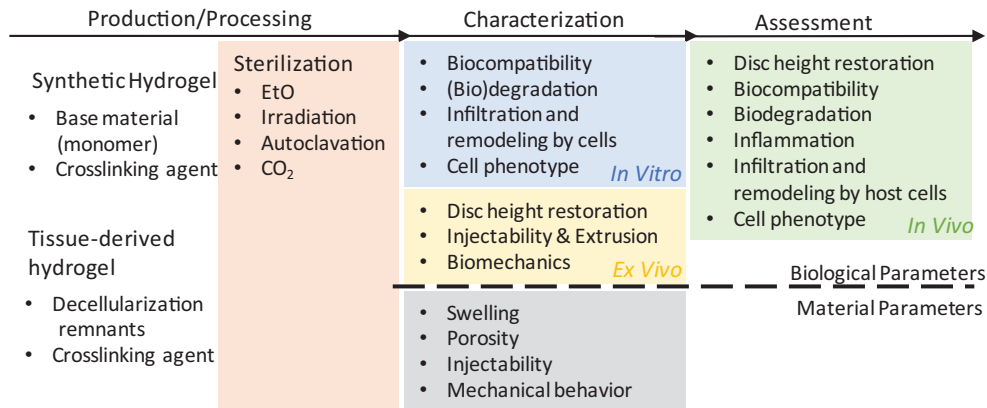 Production/Processing
Characterization
Assessment
Synthetic Hydrogel
• Base material
(monomer)
• Crosslinking agent
Tissue-derived
hydrogel
• Decellularization
remnants
• Crosslinking agent
Sterilization
• EtO
• Irradiation
• Autoclavation
• CO₂
• Biocompatibility
• (Bio)degradation
• Infiltration and
remodeling by cells
• Cell phenotype
In Vitro
• Disc height restoration
• Injectability & Extrusion
• Biomechanics
Ex Vivo
• Swelling
• Porosity
• Injectability
• Mechanical behavior
• Disc height restoration
• Biocompatibility
• Biodegradation
• Inflammation
• Infiltration and
remodeling by host cells
• Cell phenotype
In Vivo
Biological Parameters
Material Parameters